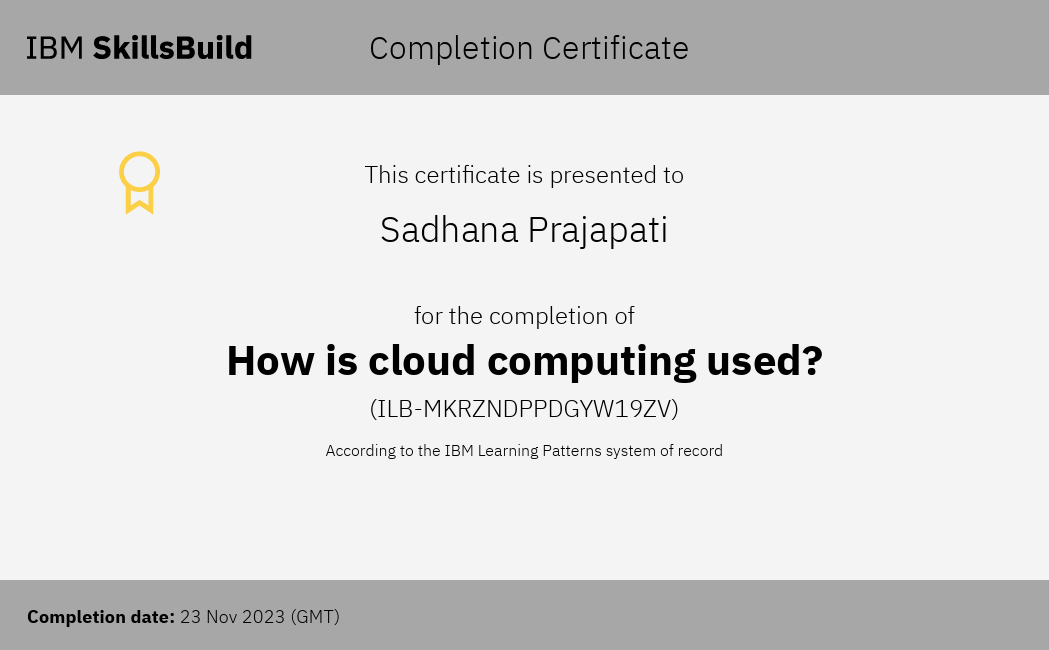 IBM SkillsBuild
Completion Certificate
This certificate is presented to
Sadhana Prajapati
for the completion of
How is cloud computing used?
(ILB-MKRZNDPPDGYW19ZV)
According to the IBM Learning Patterns system of record
Completion date: 23 Nov 2023 (GMT)